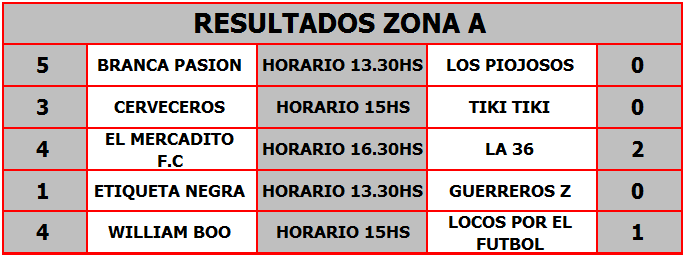 RESULTADOS ZONA A
5 BRANCA PASION HORARIO 13.30HS LOS PIOJOSOS 0
3 CERVECEROS HORARIO 15HS TIKI TIKI 0
4 EL MERCADITO F.C HORARIO 16.30HS LA 36 2
1 ETIQUETA NEGRA HORARIO 13.30HS GUERREROS Z 0
4 WILLIAM BOO HORARIO 15HS LOCOS POR EL FUTBOL 1